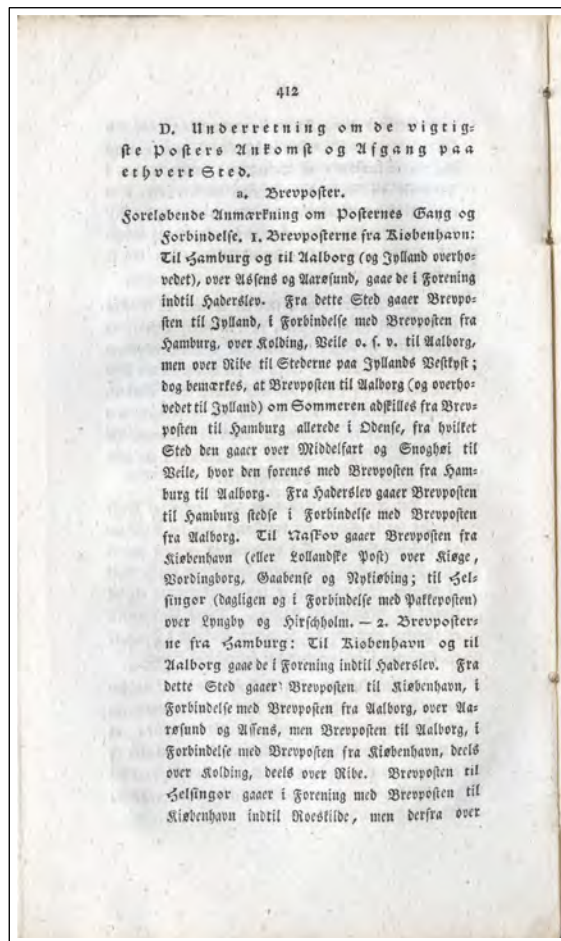 412
D. Underretning om de vigtig=
ste Posters Ankomst og Afgang paa
ethvert Sted.
a. Brevposter.
Foreløbende Anmærkning om Posternes Gang og
Forbindelse. 1. Brevposterne fra Kiøbenhavn:
Til Hamburg og til Aalborg (og Jylland overho=
vedet), over Assens og Aarøsund, gaae de i Forening
indtil Haderslev. Fra dette Sted gaaer Brevpo=
sten til Jylland, i Forbindelse med Brevposten fra
Hamburg, over Kolding, Veile o. s. v. til Aalborg,
men over Ribe til Stederne paa Jyllands Vestkyst;
dog bemærkes, at Brevposten til Aalborg (og overho=
vedet til Jylland) om Sommeren adskilles fra Brev=
posten til Hamburg allerede i Odense, fra hvilket
Sted den gaaer over Middelfart og Snoghøi til
Veile, hvor den forenes med Brevposten fra Ham=
burg til Aalborg. Fra Haderslev gaaer Brevposten
til Hamburg stedse i Forbindelse med Brevposten
fra Aalborg. Til Naskov gaaer Brevposten fra
Kiøbenhavn (eller Lollandske Post) over Kiøge,
Vordingborg, Gaabense og Nykiøbing; til Hel=
singør (dagligen og i Forbindelse med Pakkeposten)
over Lyngby og Hirschholm. — 2. Brevposter=
ne fra Hamburg: Til Kiøbenhavn og til
Aalborg gaae de i Forening indtil Haderslev. Fra
dette Sted gaaer Brevposten til Kiøbenhavn, i
Forbindelse med Brevposten fra Aalborg, over Aa=
røsund og Assens, men Brevposten til Aalborg, i
Forbindelse med Brevposten fra Kiøbenhavn, deels
over Kolding, deels over Ribe. Brevposten til
Helsingør gaaer i Forening med Brevposten til
Kiøbenhavn indtil Roeskilde, men derfra over